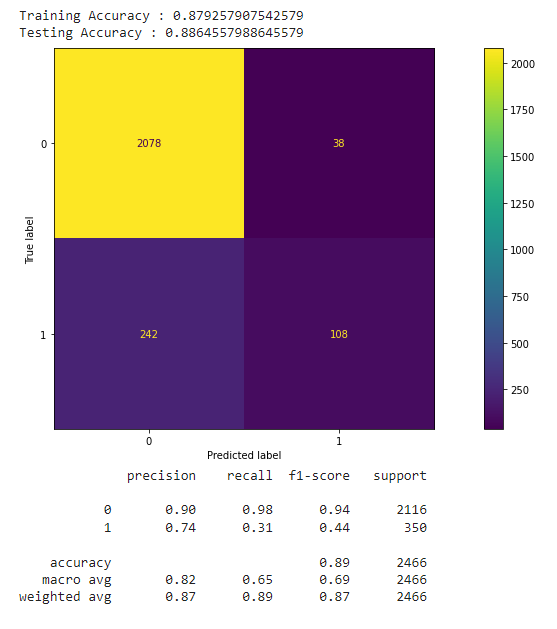 Training Accuracy : 0.879257907542579
Testing Accuracy : 0.8864557988645579
2000
1750
1500
1250
1000
750
500
250
0
2078
38
True label
1
242
108
0
1
Predicted label
precision recall f1-score support
0 0.90 0.98 0.94 2116
1 0.74 0.31 0.44 350
accuracy 0.89 2466
macro avg 0.82 0.65 0.69 2466
weighted avg 0.87 0.89 0.87 2466